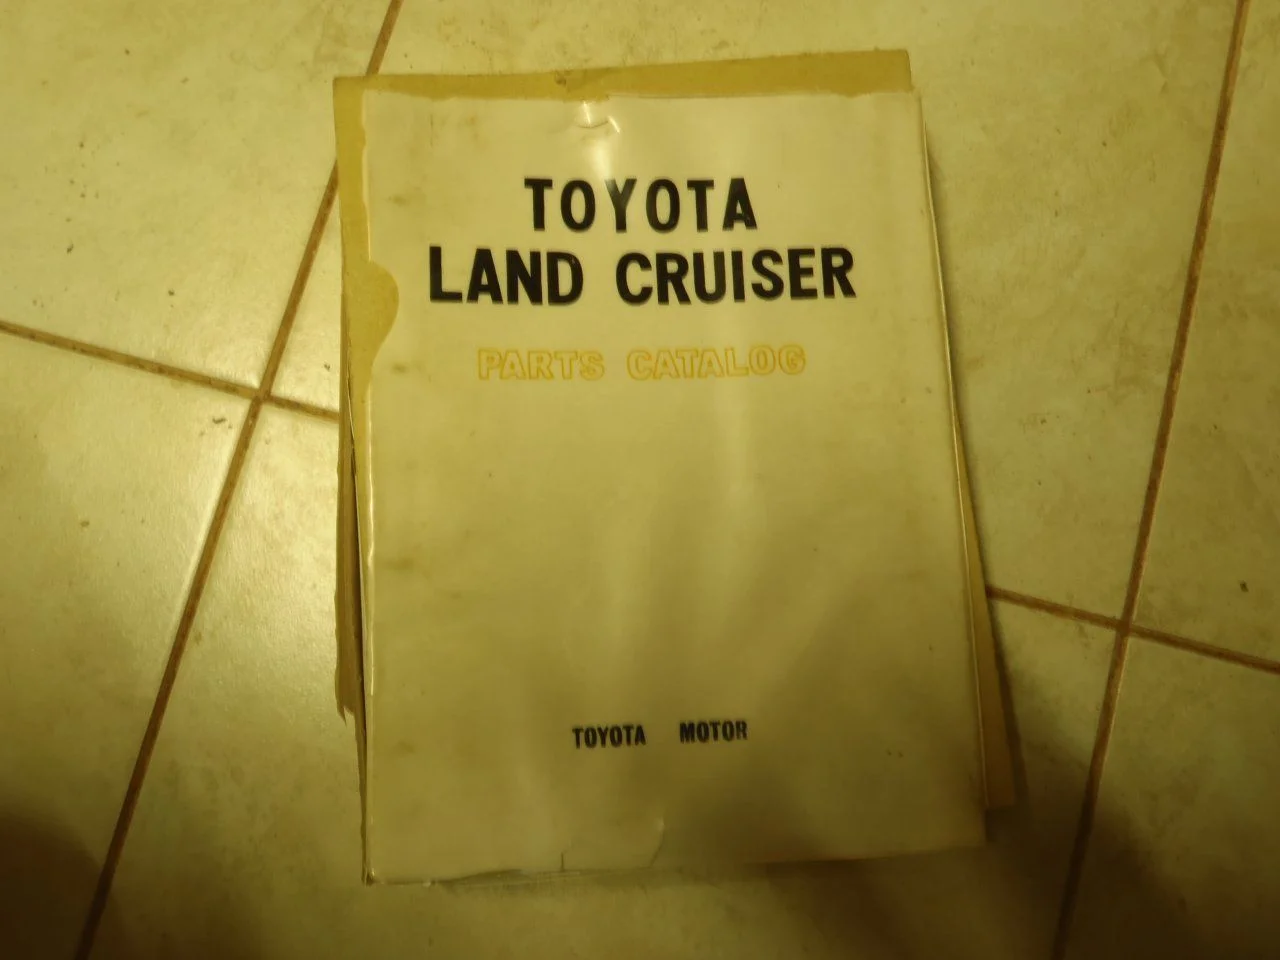 TOYOTA
LAND CRUISER
PARTS CATALOG
TOYOTA MOTOR